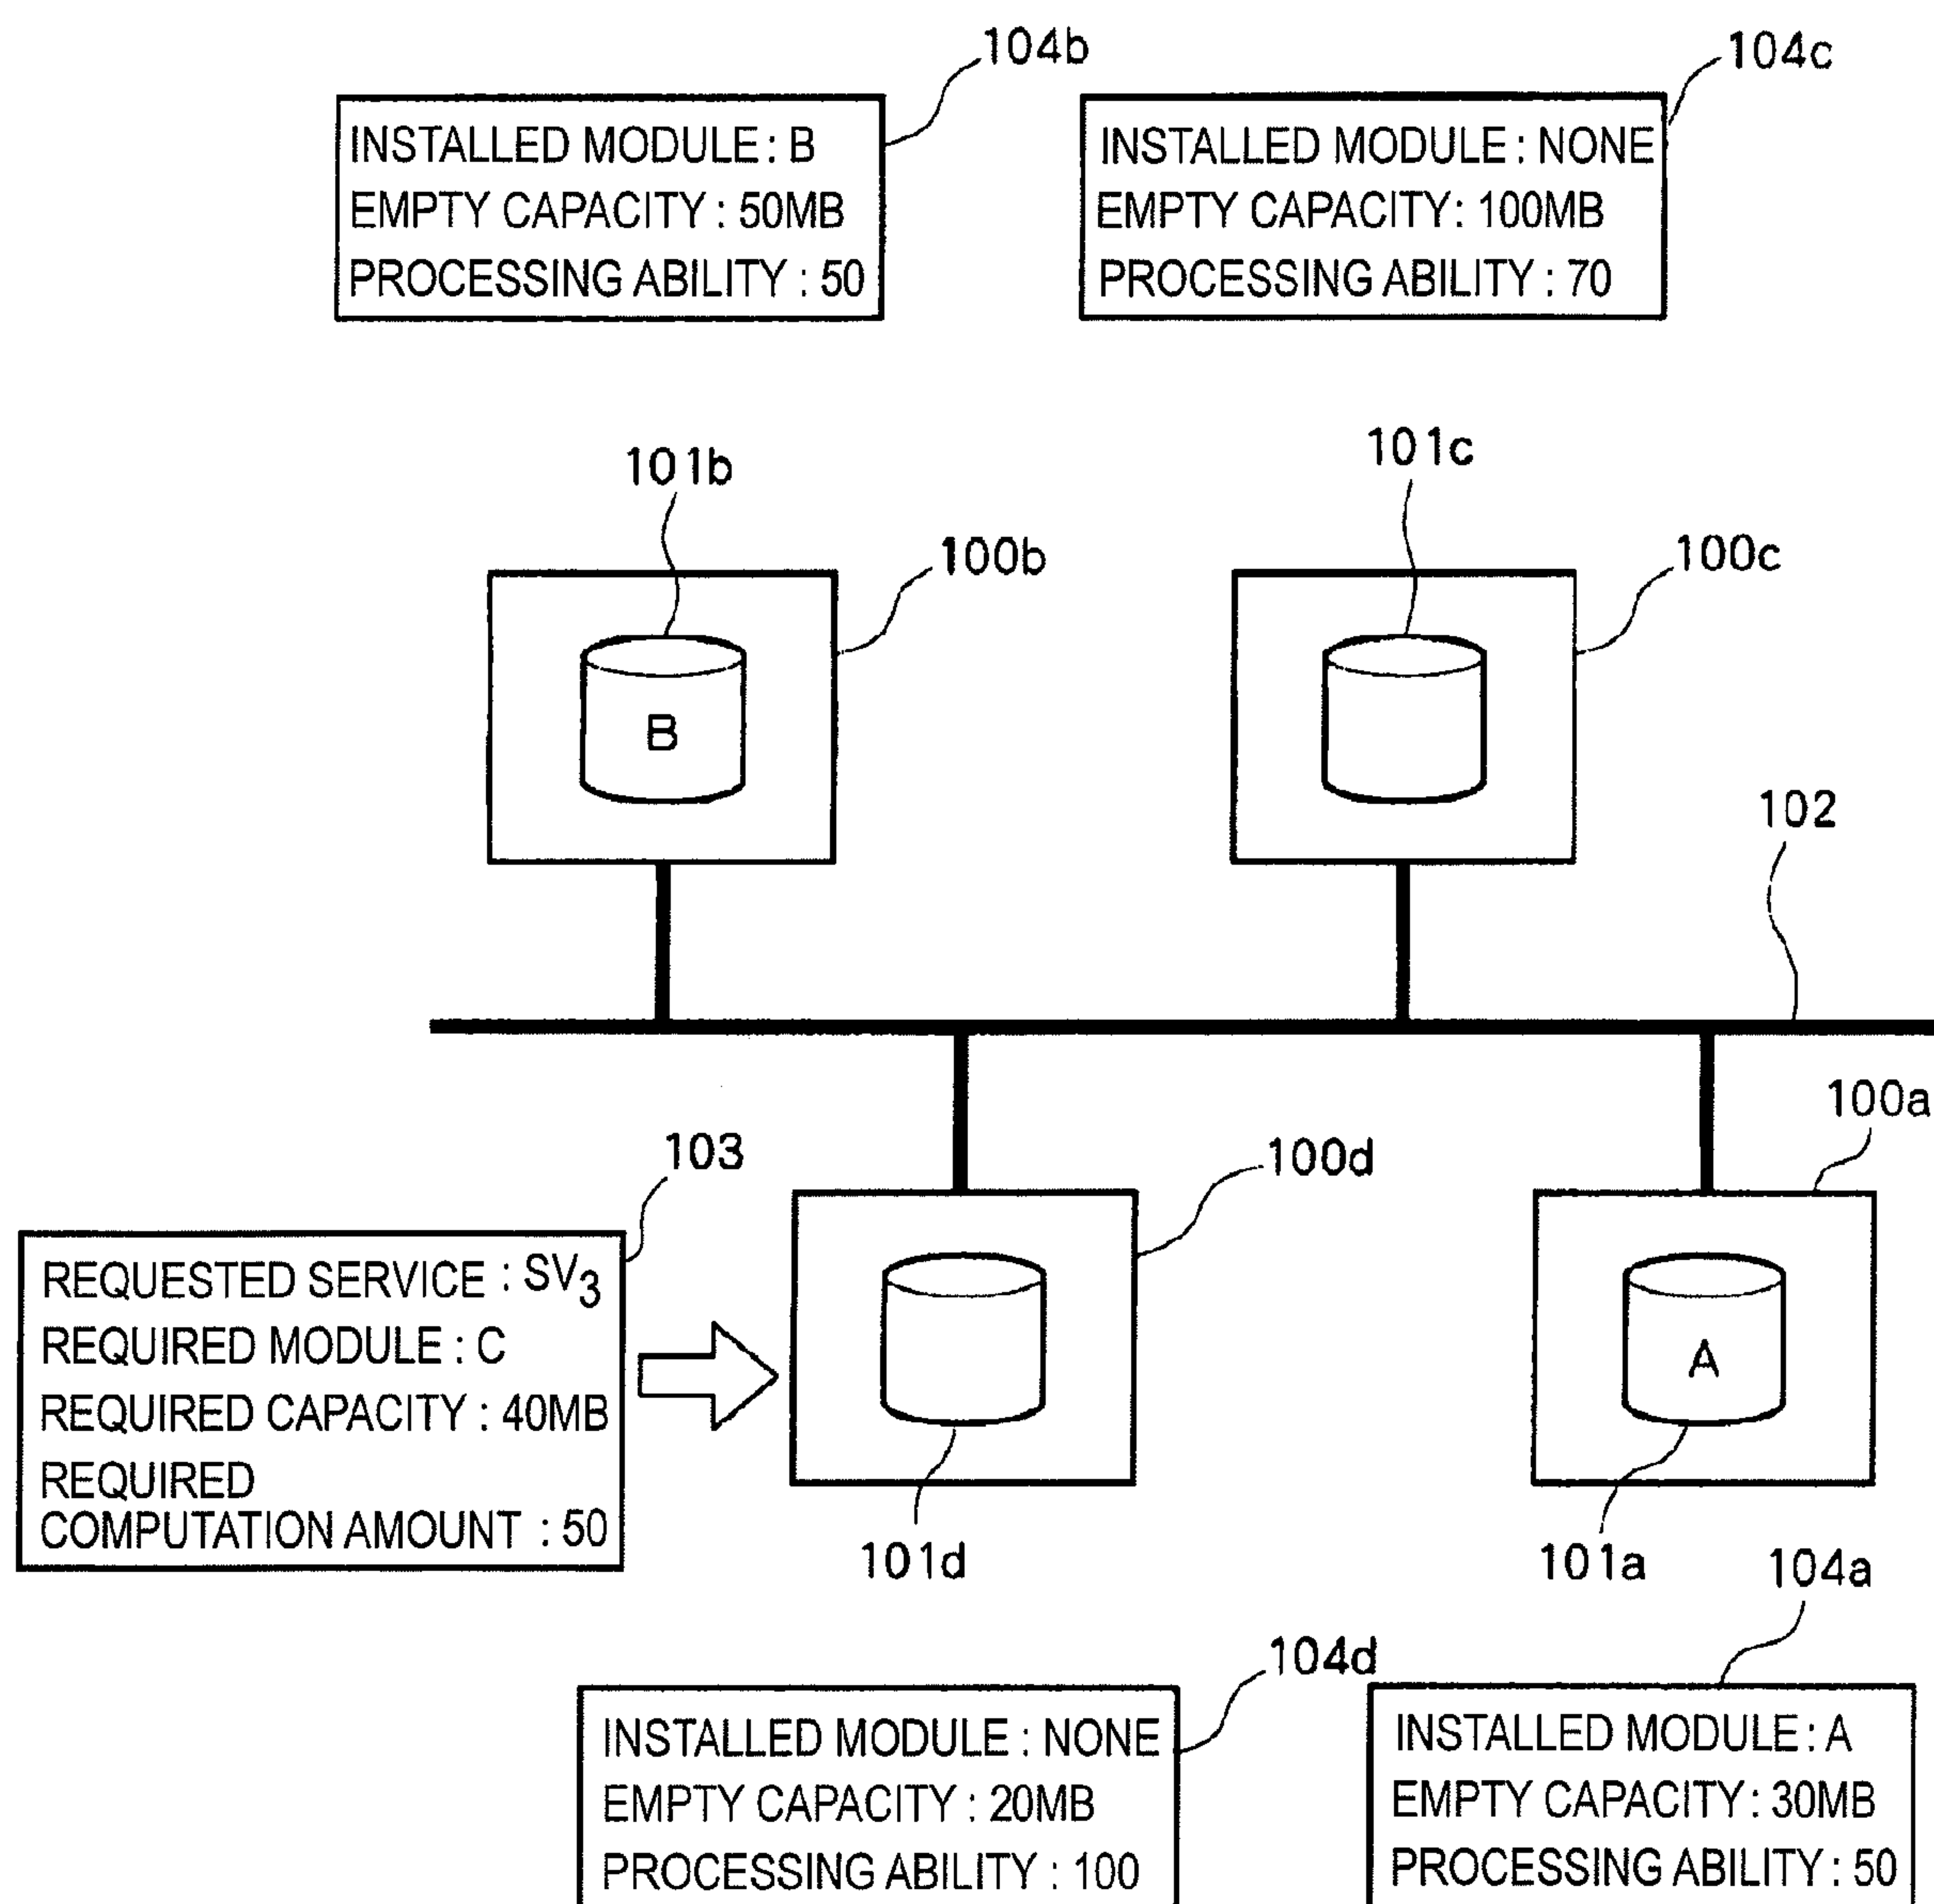 104b
104c
INSTALLED MODULE : B
EMPTY CAPACITY : 50MB
PROCESSING ABILITY : 50
INSTALLED MODULE : NONE
EMPTY CAPACITY : 100MB
PROCESSING ABILITY : 70
101b
101c
100b
100c
B
102
100a
103
100d
REQUESTED SERVICE : SV3
REQUIRED MODULE : C
REQUIRED CAPACITY : 40MB
REQUIRED
COMPUTATION AMOUNT : 50
A
101d
101a
104a
104d
INSTALLED MODULE : NONE
EMPTY CAPACITY : 20MB
PROCESSING ABILITY : 100
INSTALLED MODULE : A
EMPTY CAPACITY : 30MB
PROCESSING ABILITY : 50